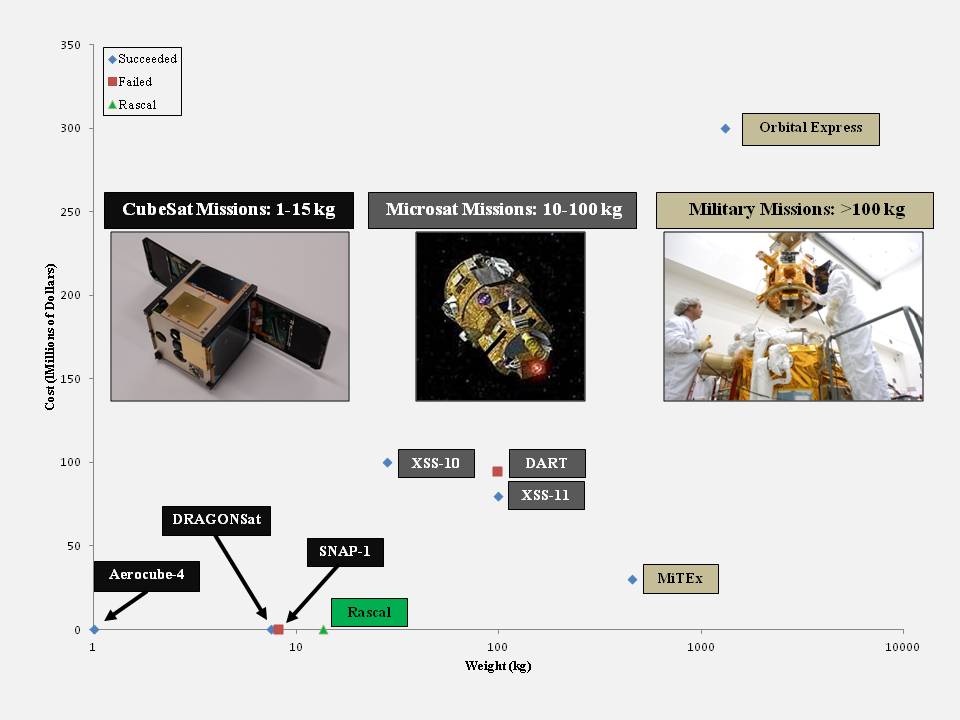 350
300
250
200
150
100
50
0
Cost (lMillions of Dollars)
Succeeded
Failed
Rascal
Orbital Express
CubeSat Missions: 1-15 kg
Microsat Missions: 10-100 kg
Military Missions: >100 kg
XSS-10
DART
XSS-11
DRAGONSat
SNAP-1
Aerocube-4
MiTEx
Rascal
1
10
100
1000
10000
Weight (kg)